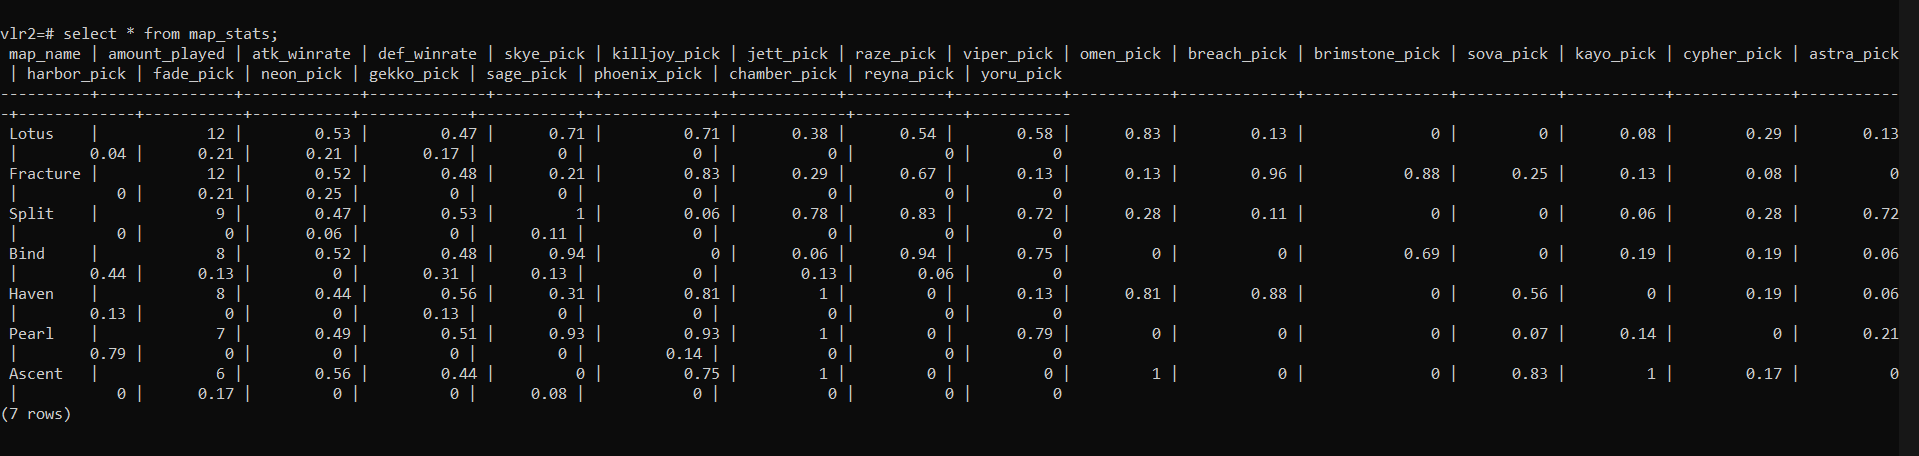 vlr2=# select * from map_stats;
 map_name | amount_played | atk_winrate | def_winrate | skye_pick | killjoy_pick | jett_pick | raze_pick | viper_pick | omen_pick | breach_pick | brimstone_pick | sova_pick | kayo_pick | cypher_pick | astra_pick
 | harbor_pick | fade_pick | neon_pick | gekko_pick | sage_pick | phoenix_pick | chamber_pick | reyna_pick | yoru_pick
----------+---------------+-------------+-------------+-----------+--------------+-----------+-----------+------------+-----------+-------------+----------------+-----------+-----------+-------------+-----------
-+-------------+-----------+-----------+------------+-----------+--------------+--------------+------------+-----------
 Lotus    |            12 |        0.53 |        0.47 |      0.71 |         0.71 |      0.38 |      0.54 |       0.58 |      0.83 |        0.13 |              0 |         0 |      0.08 |        0.29 |       0.13
 |        0.04 |      0.21 |      0.21 |       0.17 |         0 |            0 |            0 |          0 |         0
 Fracture |            12 |        0.52 |        0.48 |      0.21 |         0.83 |      0.29 |      0.67 |       0.13 |      0.13 |        0.96 |           0.88 |      0.25 |      0.13 |        0.08 |          0
 |           0 |      0.21 |      0.25 |          0 |         0 |            0 |            0 |          0 |         0
 Split    |             9 |        0.47 |        0.53 |         1 |         0.06 |      0.78 |      0.83 |       0.72 |      0.28 |        0.11 |              0 |         0 |      0.06 |        0.28 |       0.72
 |           0 |         0 |      0.06 |          0 |      0.11 |            0 |            0 |          0 |         0
 Bind     |             8 |        0.52 |        0.48 |      0.94 |            0 |      0.06 |      0.94 |       0.75 |         0 |           0 |           0.69 |         0 |      0.19 |        0.19 |       0.06
 |        0.44 |      0.13 |         0 |       0.31 |      0.13 |            0 |         0.13 |       0.06 |         0
 Haven    |             8 |        0.44 |        0.56 |      0.31 |         0.81 |         1 |         0 |       0.13 |      0.81 |        0.88 |              0 |      0.56 |         0 |        0.19 |       0.06
 |        0.13 |         0 |         0 |       0.13 |         0 |            0 |            0 |          0 |         0
 Pearl    |             7 |        0.49 |        0.51 |      0.93 |         0.93 |         1 |         0 |       0.79 |         0 |           0 |              0 |      0.07 |      0.14 |           0 |       0.21
 |        0.79 |         0 |         0 |          0 |         0 |         0.14 |            0 |          0 |         0
 Ascent   |             6 |        0.56 |        0.44 |         0 |         0.75 |         1 |         0 |          0 |         1 |           0 |              0 |      0.83 |         1 |        0.17 |          0
 |           0 |      0.17 |         0 |          0 |      0.08 |            0 |            0 |          0 |         0
(7 rows)